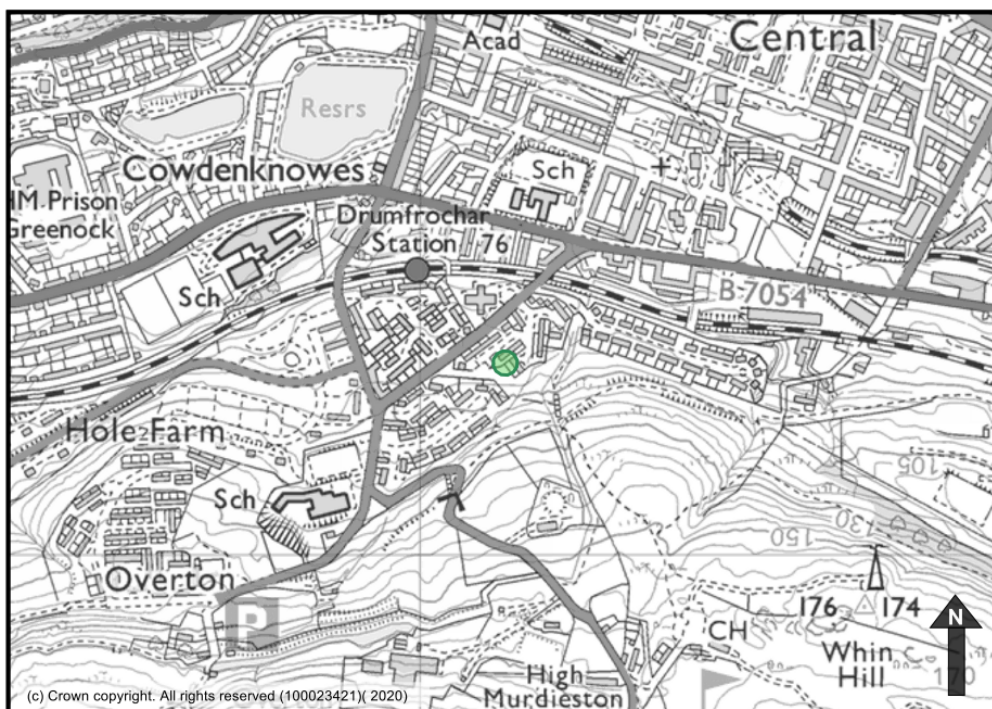 Acad
Central
Resrs
Cowdenknowes
Sch
HM Prison
Greenock
Drumfrochar
Station
76
Sch
B 7054
Hole Farm
Sch
105
130
150
Overton
P
176
174
CH
Whin
Hill
170
High
Murdieston
N
(c) Crown copyright. All rights reserved (100023421)( 2020)